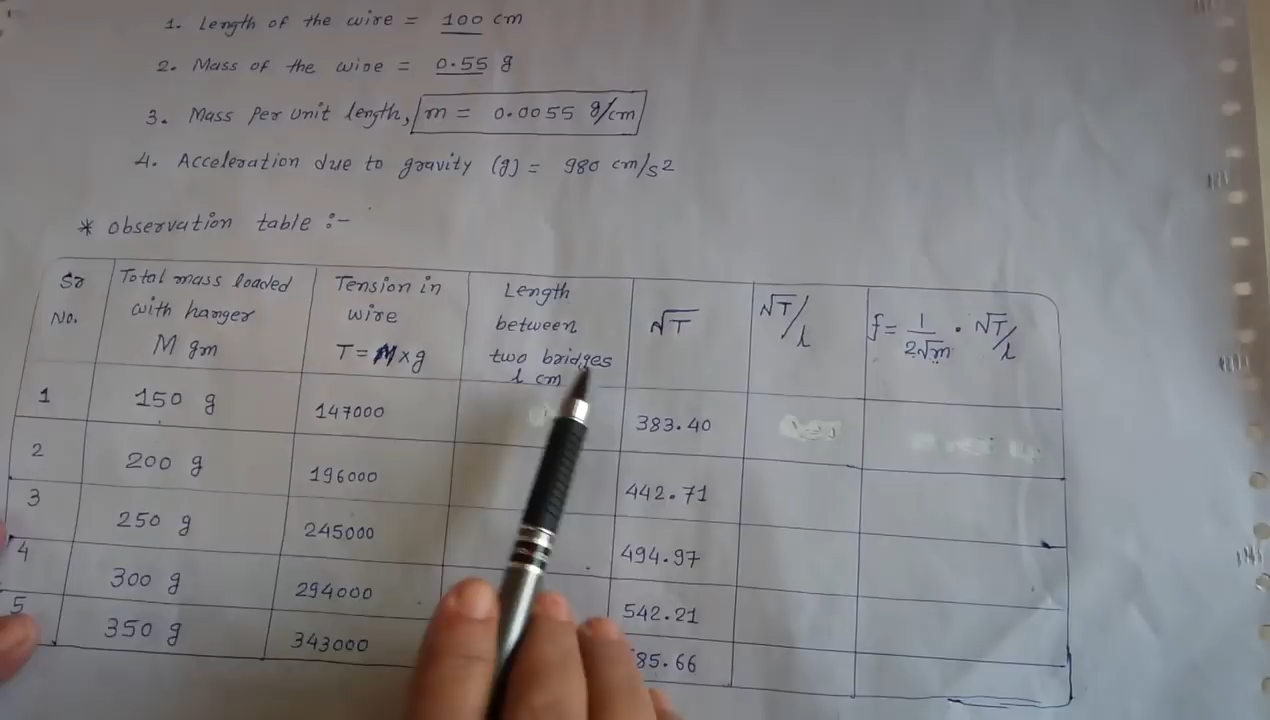 1. Length of the wire = 100 cm
2. Mass of the wire = 0.55 g
3. Mass Per unit length, m = 0.0055 g/cm
4. Acceleration due to gravity (g) = 980 cm/s2
* observation table :-
Sr No. Total mass loaded with hanger M gm Tension in wire T = M x g Length between two bridges l cm √T √T/l f = 1/2√m . √T/l
1 150 g 147000 383.40
2 200 g 196000 442.71
3 250 g 245000 494.97
4 300 g 294000 542.21
5 350 g 343000 85.66